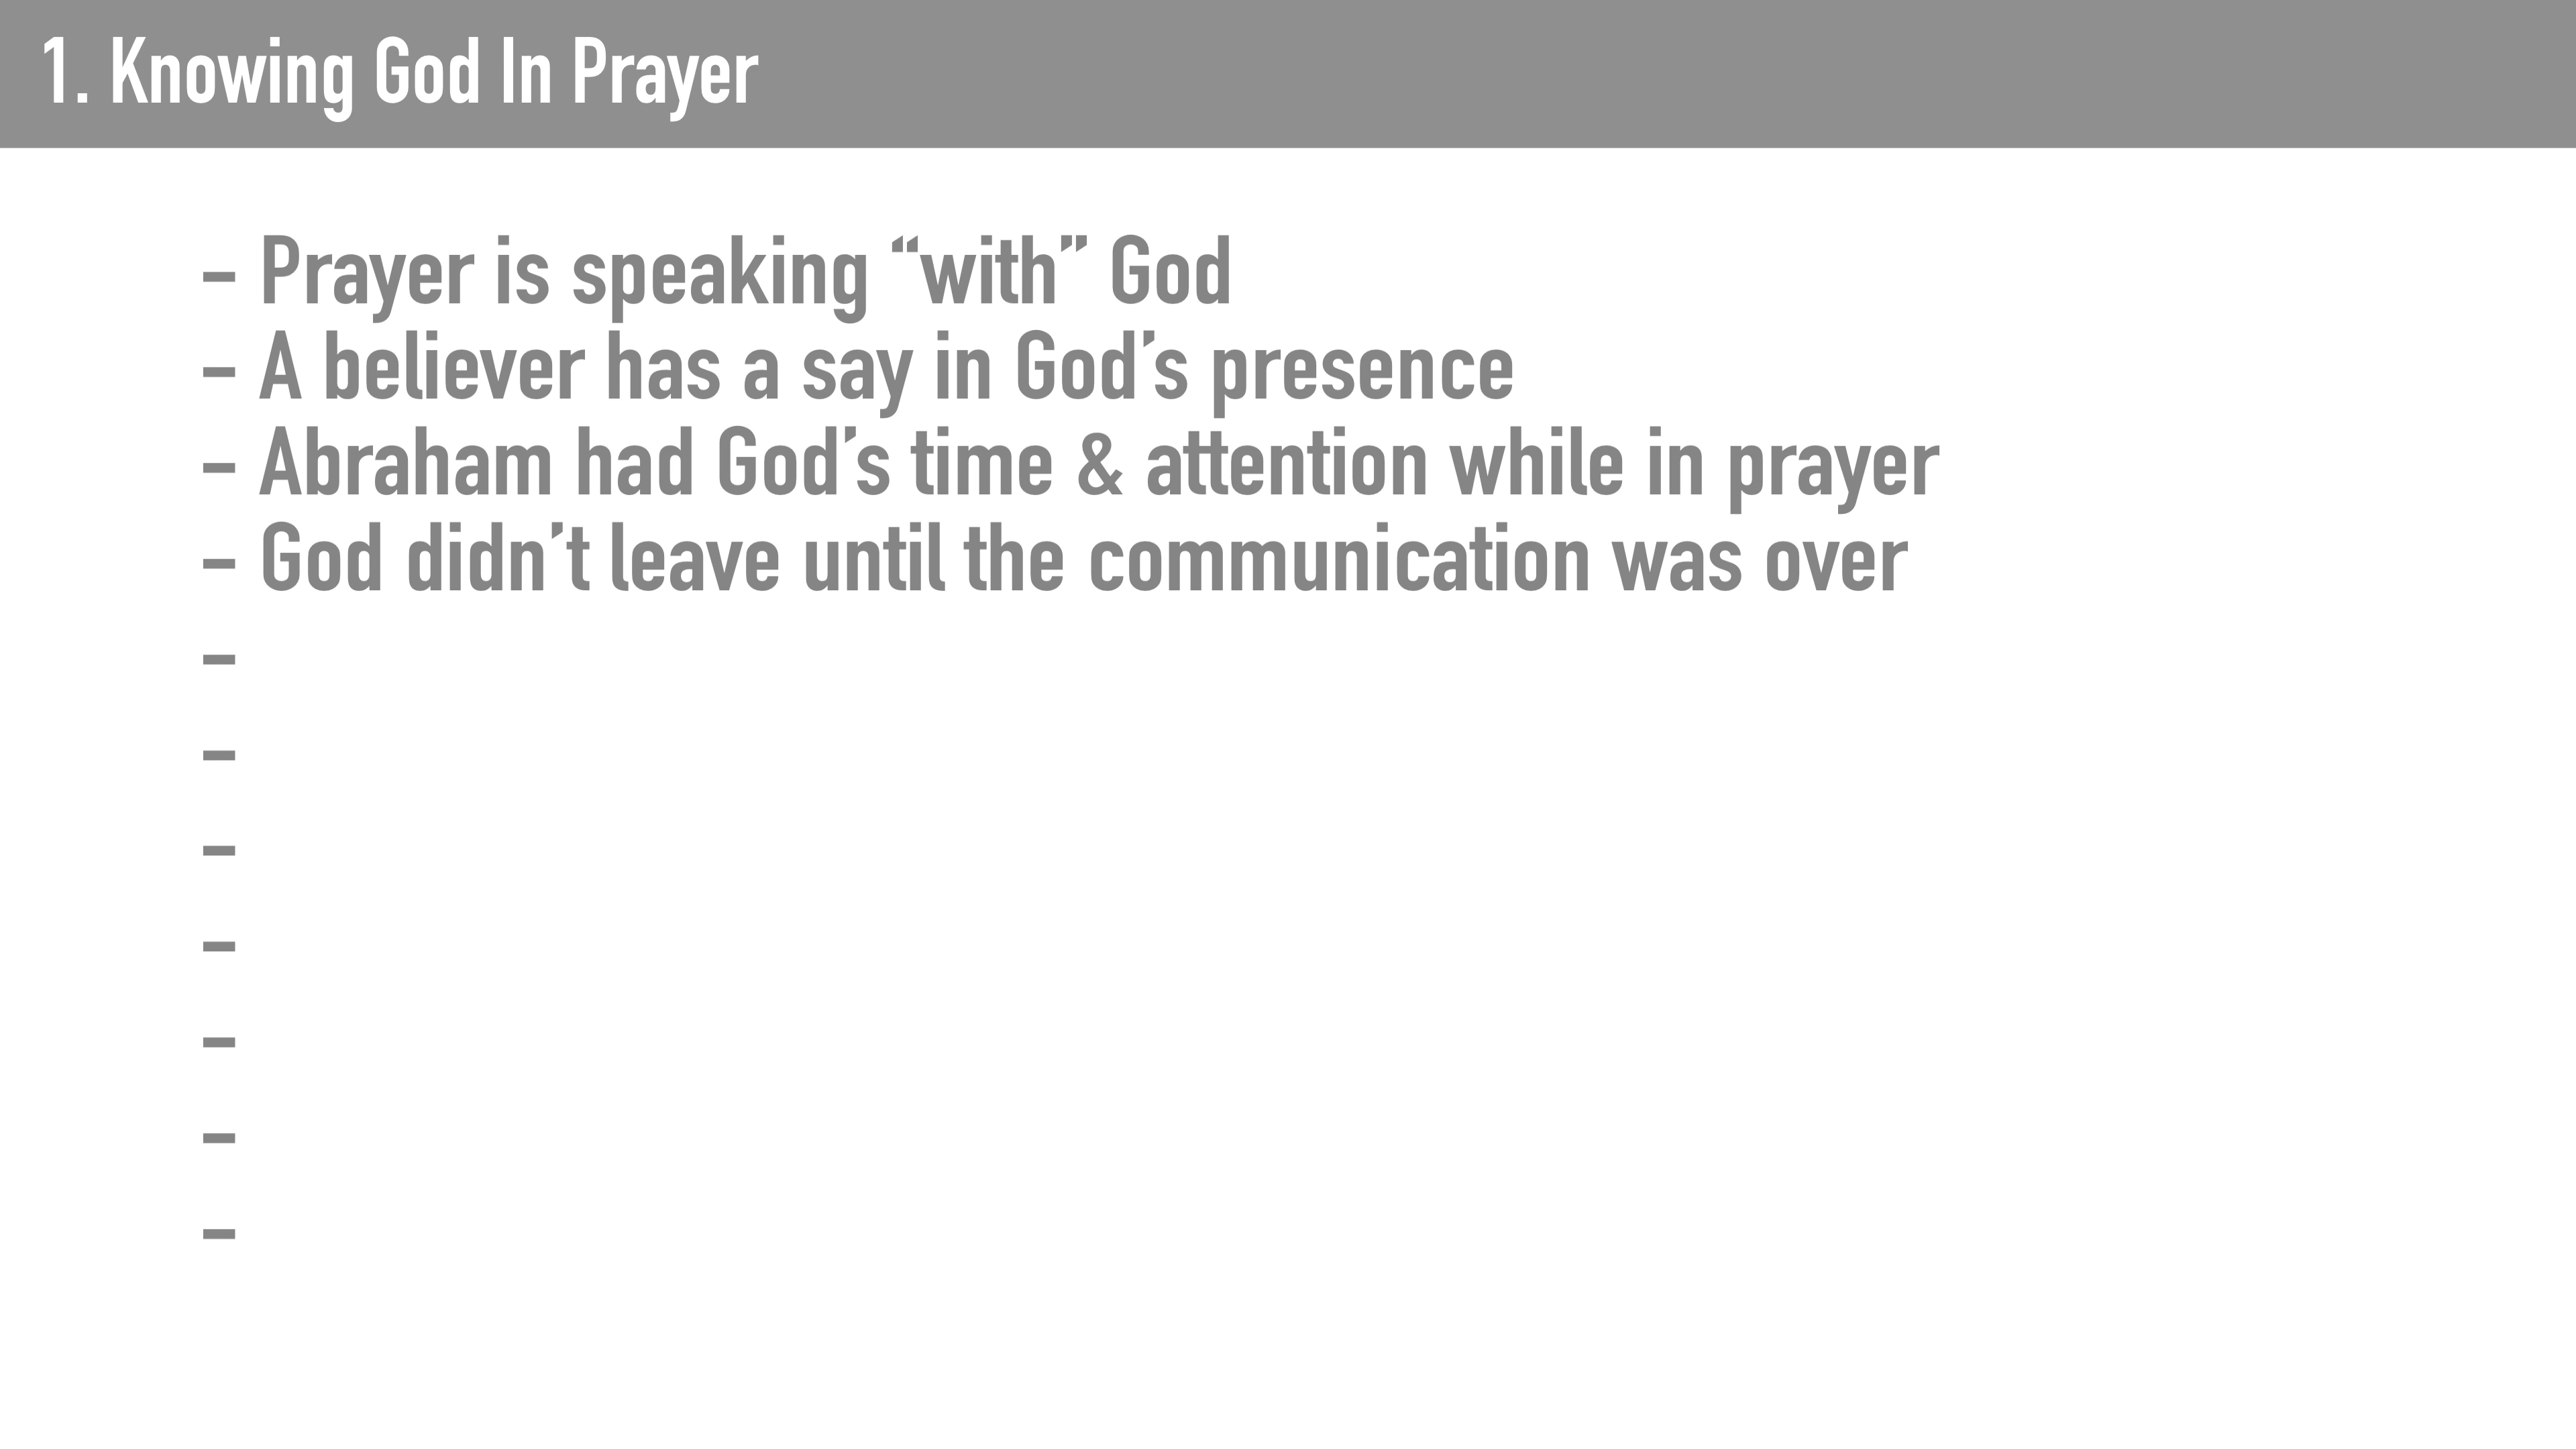 1. Knowing God In Prayer
– Prayer is speaking “with” God
– A believer has a say in God’s presence
– Abraham had God’s time & attention while in prayer
– God didn’t leave until the communication was over
–
–
–
–
–
–
–